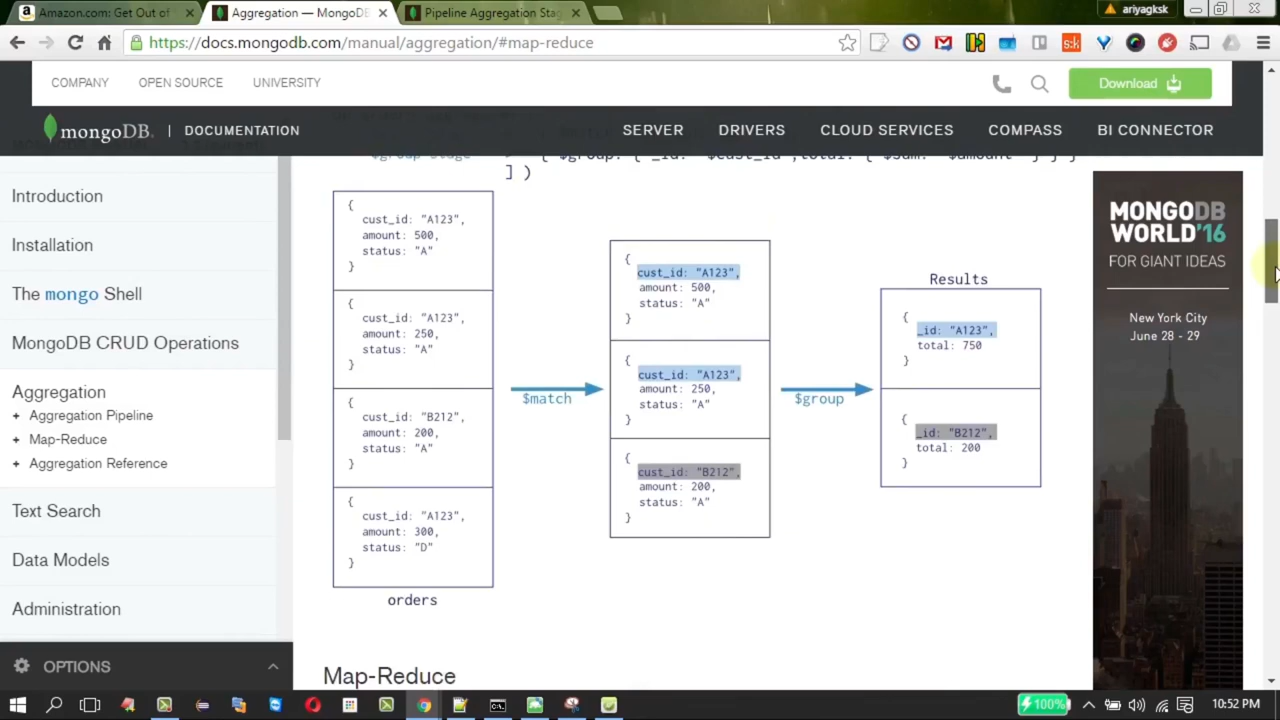 Amazon.com: Get Out of
Aggregation — MongoD
Pipeline Aggregation Sta
ariyagksk
https://docs.mongodb.com/manual/aggregation/#map-reduce
COMPANY
OPEN SOURCE
UNIVERSITY
Download
mongoDB.
DOCUMENTATION
SERVER
DRIVERS
CLOUD SERVICES
COMPASS
BI CONNECTOR
Introduction
Installation
The mongo Shell
MongoDB CRUD Operations
Aggregation
+ Aggregation Pipeline
+ Map-Reduce
+ Aggregation Reference
Text Search
Data Models
Administration
OPTIONS
] )
{
cust_id: "A123",
amount: 500,
status: "A"
}
{
cust_id: "A123",
amount: 250,
status: "A"
}
{
cust_id: "B212",
amount: 200,
status: "A"
}
{
cust_id: "A123",
amount: 300,
status: "D"
}
orders
$match
{
cust_id: "A123",
amount: 500,
status: "A"
}
{
cust_id: "A123",
amount: 250,
status: "A"
}
{
cust_id: "B212",
amount: 200,
status: "A"
}
$group
Results
{
_id: "A123",
total: 750
}
{
_id: "B212",
total: 200
}
Map-Reduce
MONGODB
WORLD'16
FOR GIANT IDEAS
New York City
June 28 - 29
100%
10:52 PM